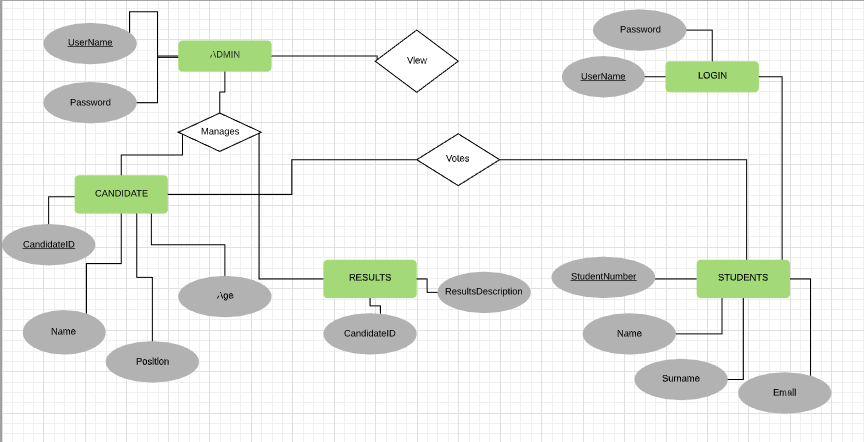 Password
UserName
ADMIN
View
LOGIN
UserName
Password
Manages
Votes
CANDIDATE
CandidateID
RESULTS
STUDENTS
StudentNumber
Age
ResultsDescription
Name
CandidateID
Name
Position
Surname
Email